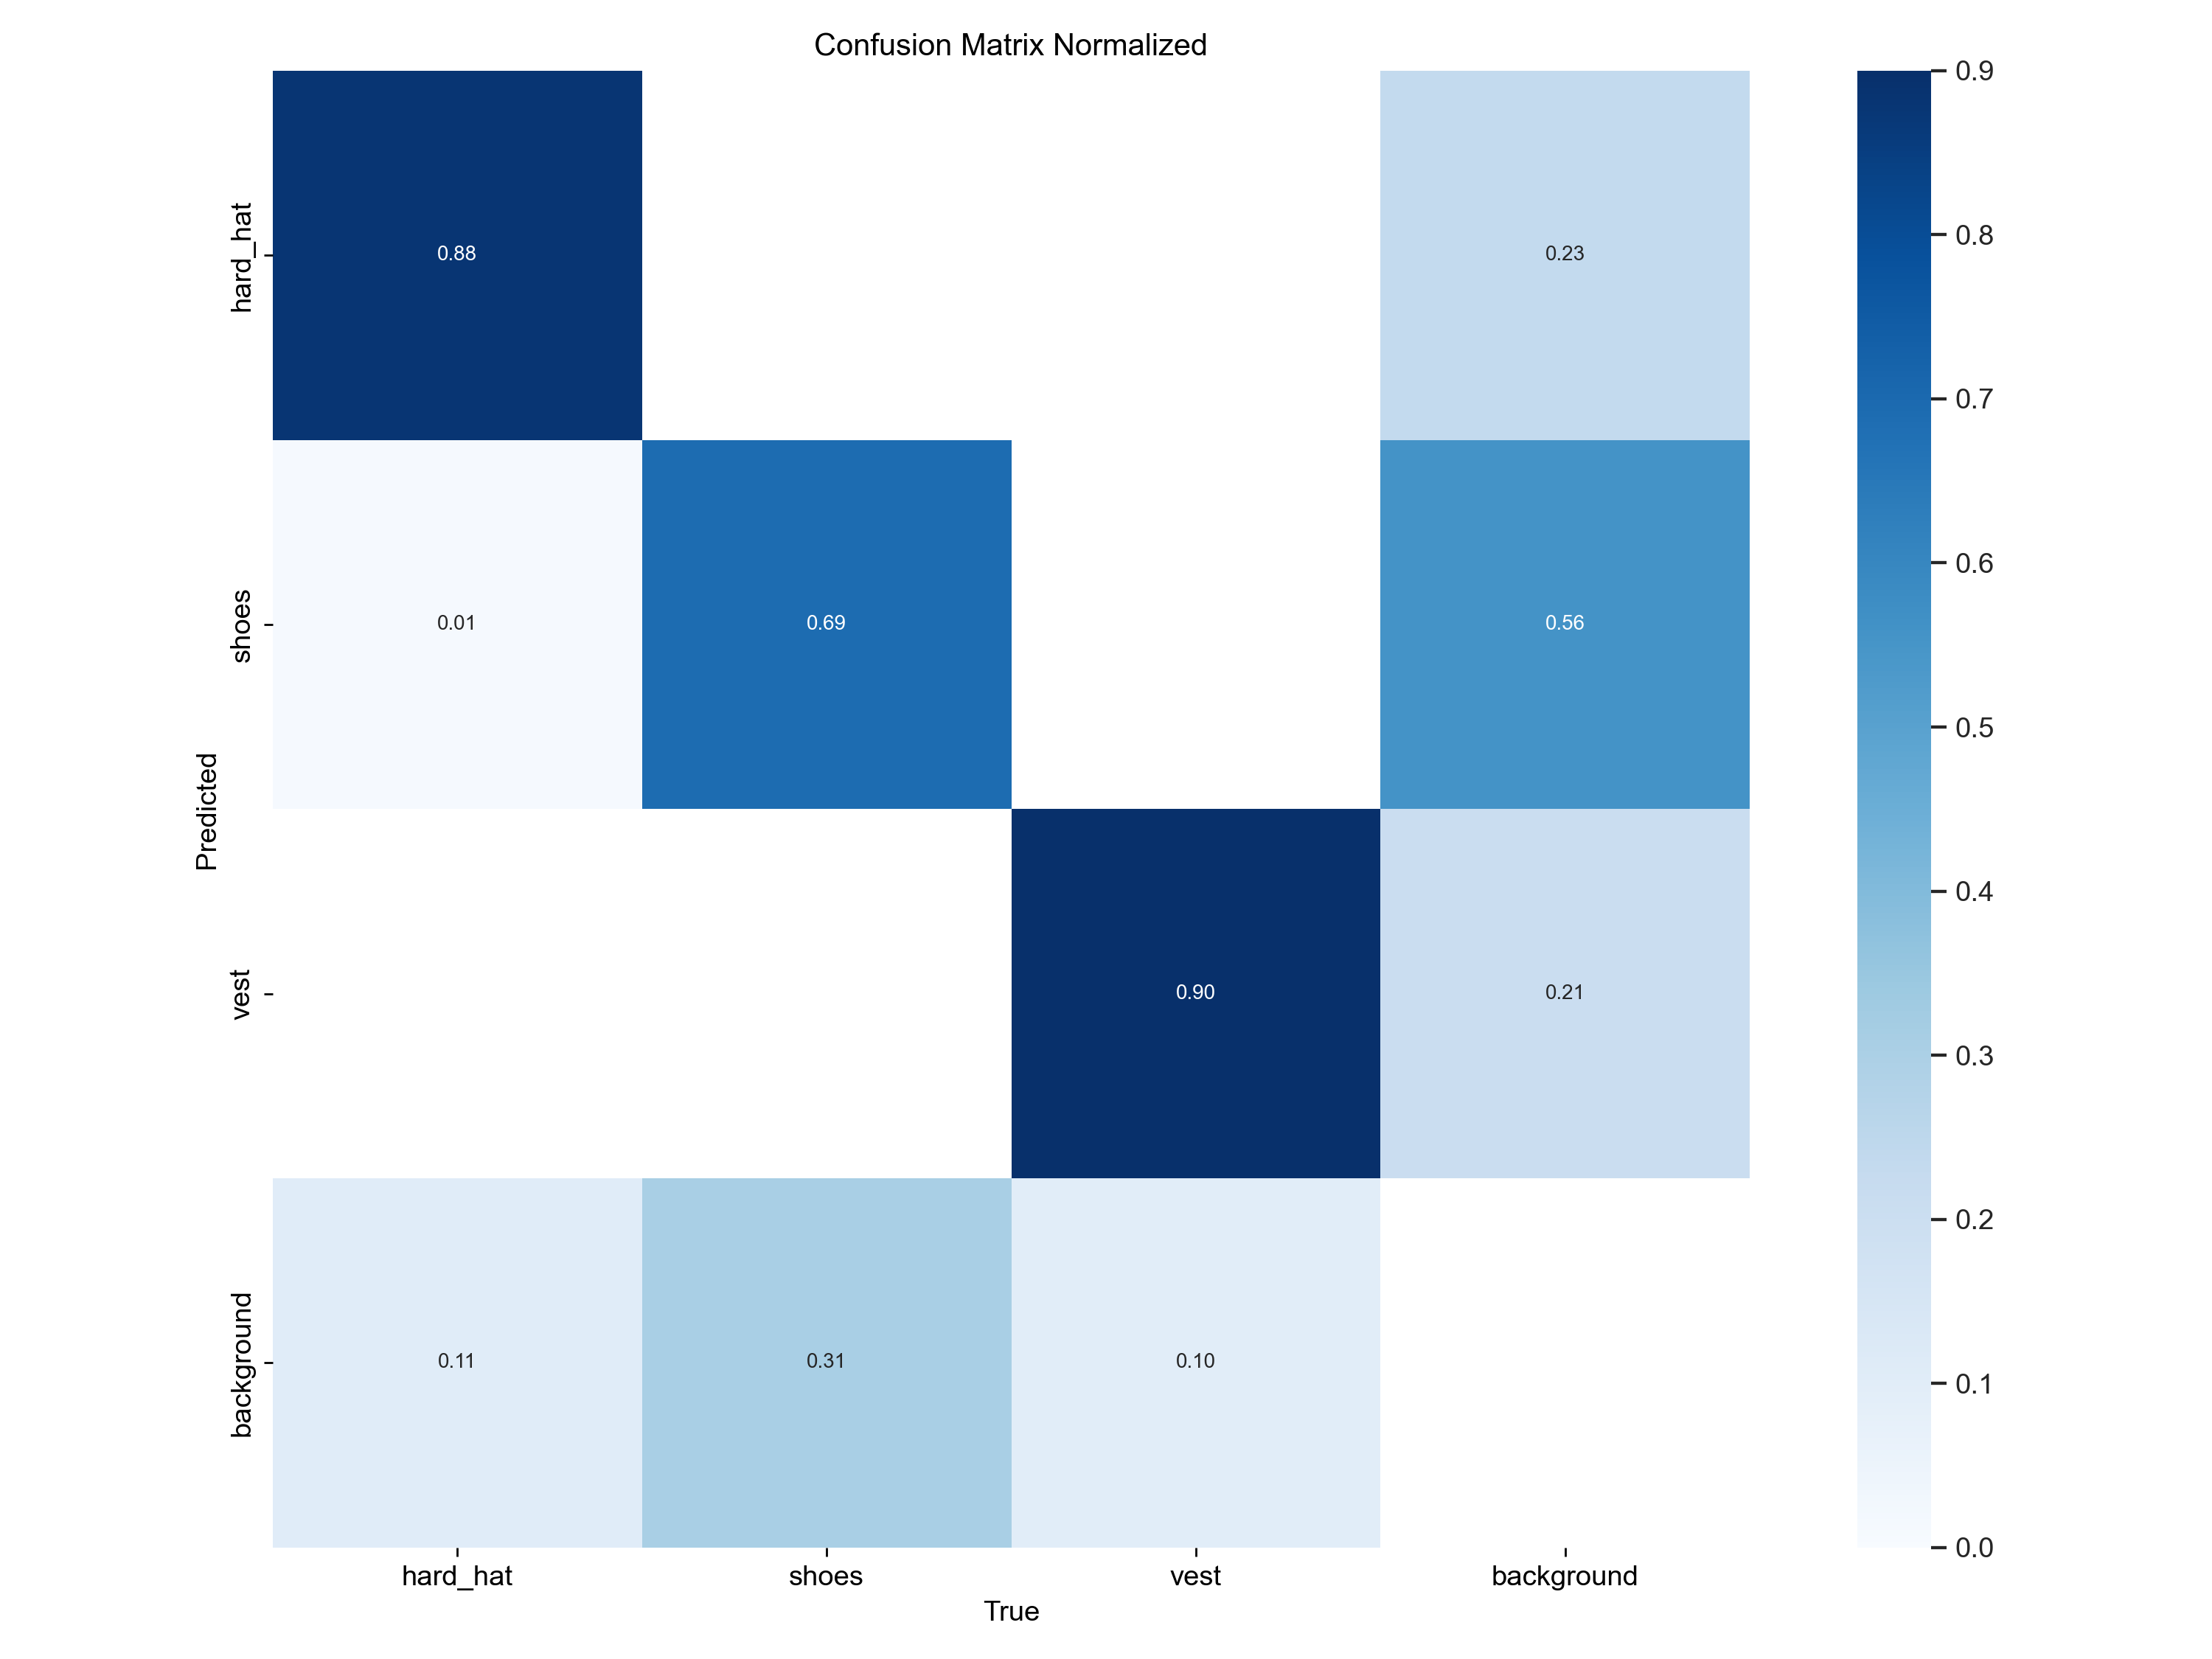 Confusion Matrix Normalized
hard_hat
0.88
0.23
shoes
0.01
0.69
0.56
vest
0.90
0.21
background
0.11
0.31
0.10
hard_hat
shoes
vest
background
True
Predicted
0.9
0.8
0.7
0.6
0.5
0.4
0.3
0.2
0.1
0.0